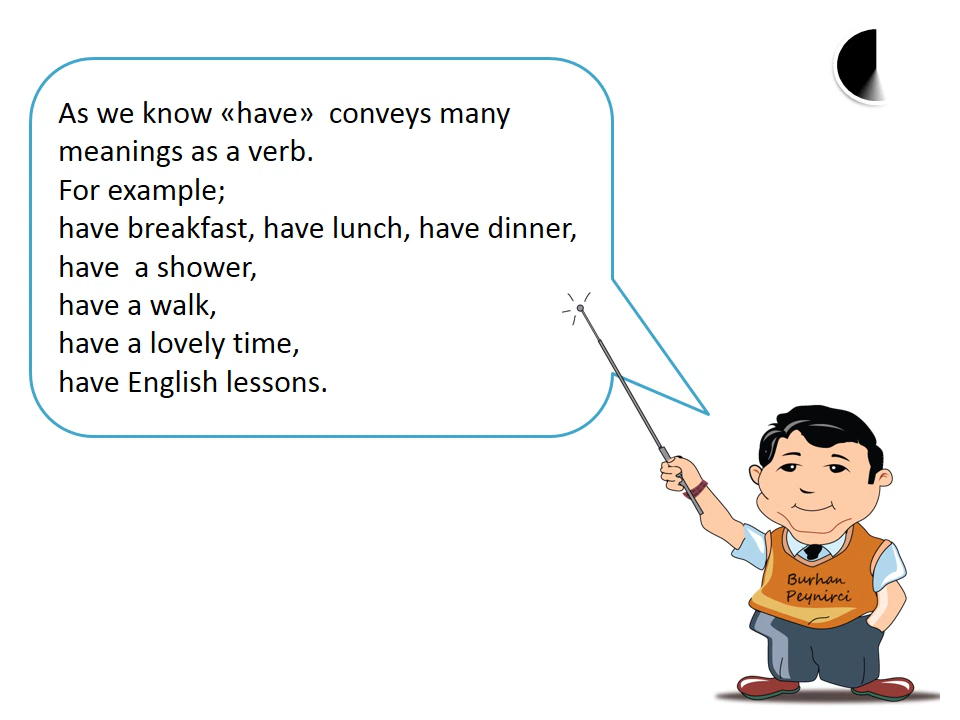 As we know «have»  conveys many
meanings as a verb.
For example;
have breakfast, have lunch, have dinner,
have  a shower,
have a walk,
have a lovely time,
have English lessons.
Burhan
Peynirci